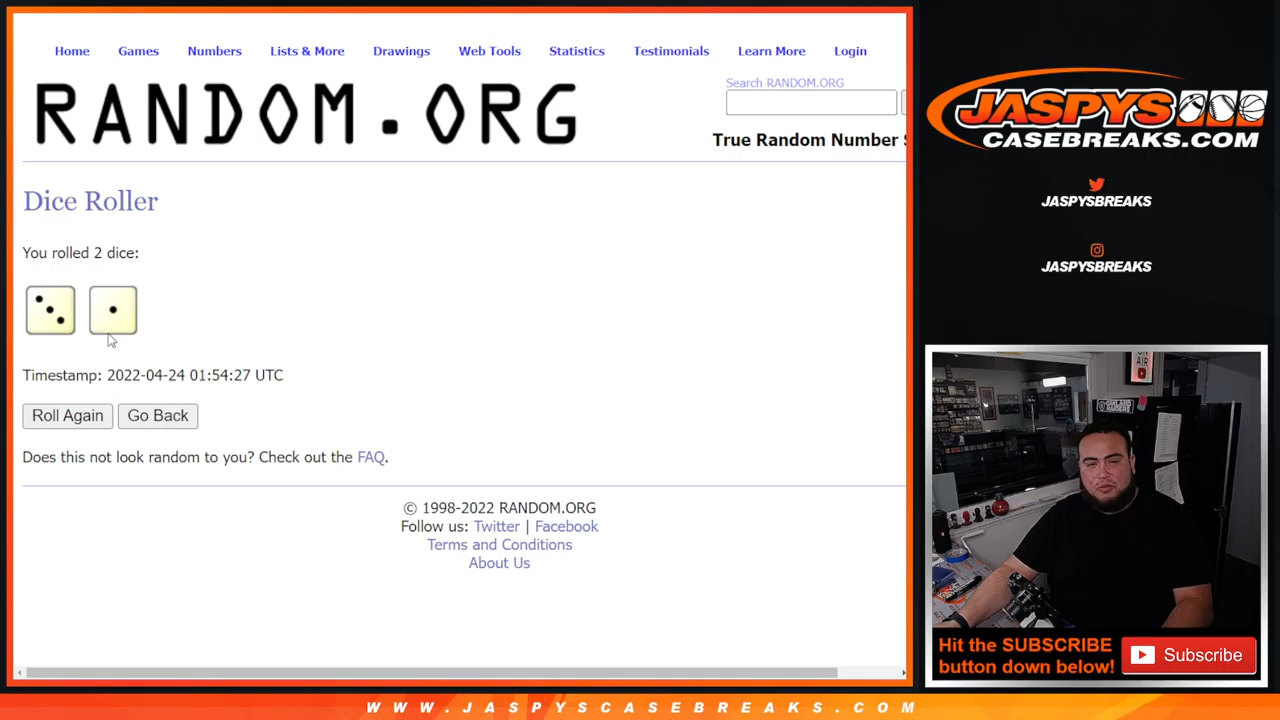 Home Games Numbers Lists & More Drawings Web Tools Statistics Testimonials Learn More Login
RANDOM.ORG
Search RANDOM.ORG
True Random Number
Dice Roller
You rolled 2 dice:
Timestamp: 2022-04-24 01:54:27 UTC
Roll Again Go Back
Does this not look random to you? Check out the FAQ.
© 1998-2022 RANDOM.ORG
Follow us: Twitter | Facebook
Terms and Conditions
About Us
JASPYS
CASEBREAKS.COM
JASPYSBREAKS
JASPYSBREAKS
ON AIR
OAKLAND RAIDERS
Hit the SUBSCRIBE
button down below!
Subscribe
WWW.JASPYSCASEBREAKS.COM